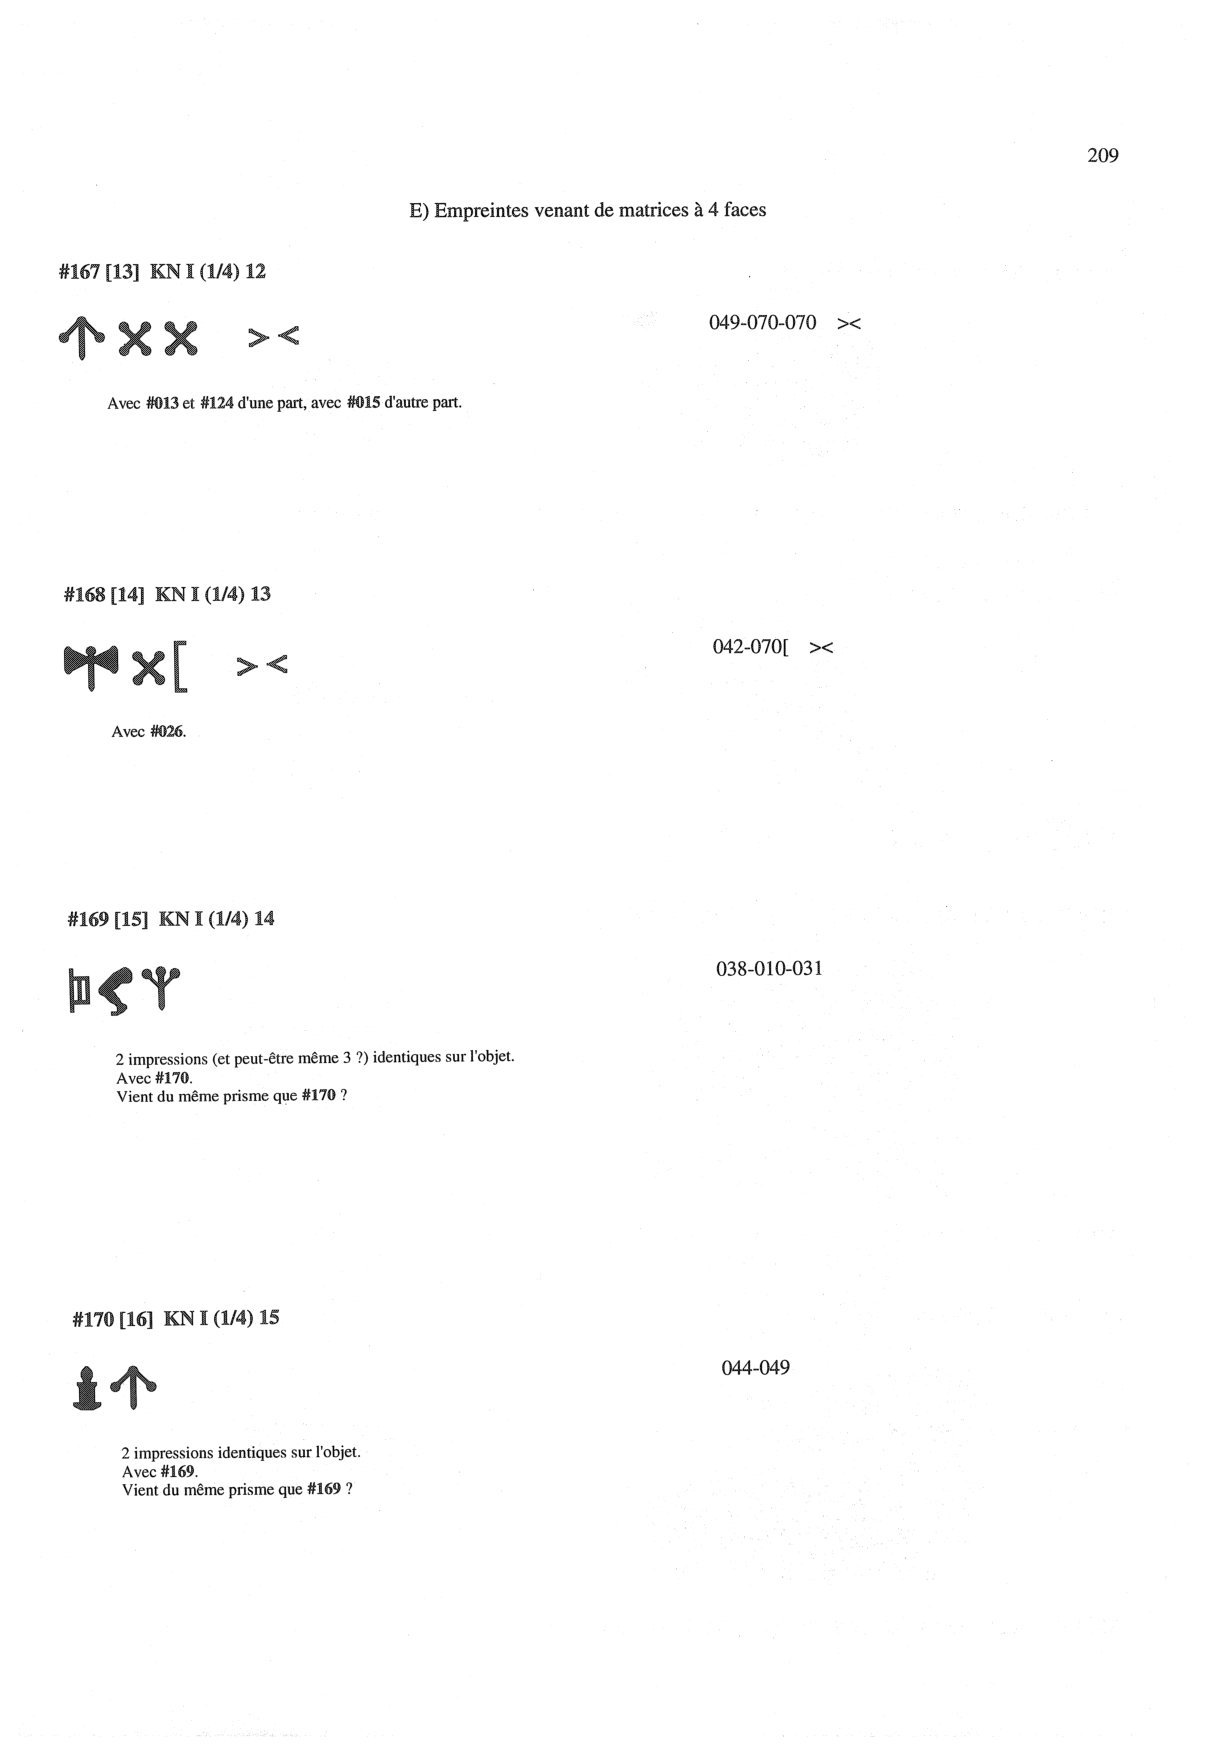 209
E) Empreintes venant de matrices à 4 faces
#167 [13] KN I (1/4) 12
049-070-070 ><
> <
Avec #013 et #124 d'une part, avec #015 d'autre part.
#168 [14] KN I (1/4) 13
042-070[ ><
[ > <
Avec #026.
#169 [15] KN I (1/4) 14
038-010-031
2 impressions (et peut-être même 3 ?) identiques sur l'objet.
Avec #170.
Vient du même prisme que #170 ?
#170 [16] KN I (1/4) 15
044-049
2 impressions identiques sur l'objet.
Avec #169.
Vient du même prisme que #169 ?